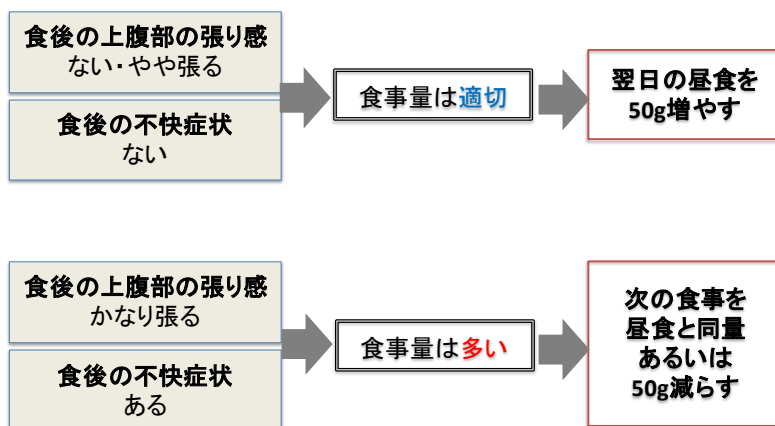 食後の上腹部の張り感
ない・やや張る
食後の不快症状
ない
食事量は適切
翌日の昼食を
50g増やす
食後の上腹部の張り感
かなり張る
食後の不快症状
ある
食事量は多い
次の食事を
昼食と同量
あるいは
50g減らす